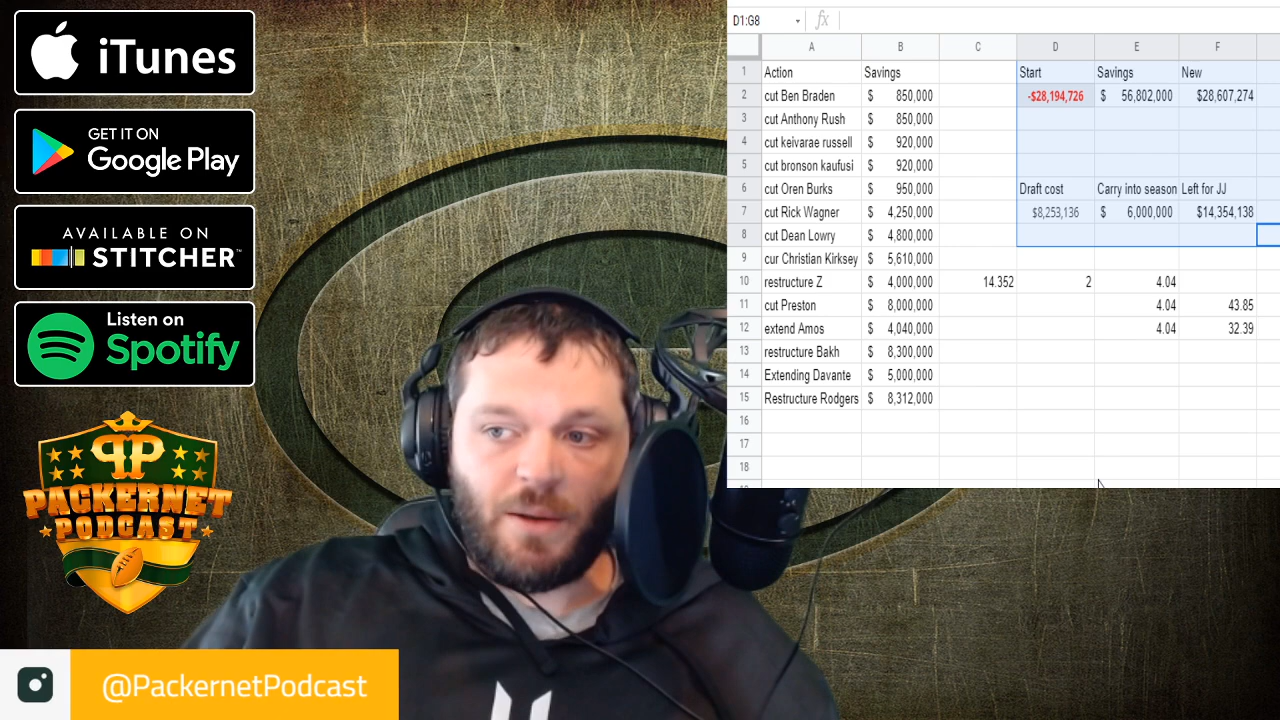 iTunes
GET IT ON
Google Play
AVAILABLE ON
STITCHER
Listen on
Spotify
PP
PACKERNET
PODCAST
@PackernetPodcast
D1:G8 fx
A B C D E F
1 Action Savings Start Savings New
2 cut Ben Braden $ 850,000 -$28,194,726 $ 56,802,000 $28,607,274
3 cut Anthony Rush $ 850,000
4 cut keivarae russell $ 920,000
5 cut bronson kaufusi $ 920,000
6 cut Oren Burks $ 950,000 Draft cost Carry into season Left for JJ
7 cut Rick Wagner $ 4,250,000 $8,253,136 $ 6,000,000 $14,354,138
8 cut Dean Lowry $ 4,800,000
9 cur Christian Kirksey $ 5,610,000
10 restructure Z $ 4,000,000 14.352 2 4.04
11 cut Preston $ 8,000,000 4.04 43.85
12 extend Amos $ 4,040,000 4.04 32.39
13 restructure Bakh $ 8,300,000
14 Extending Davante $ 5,000,000
15 Restructure Rodgers $ 8,312,000
16
17
18